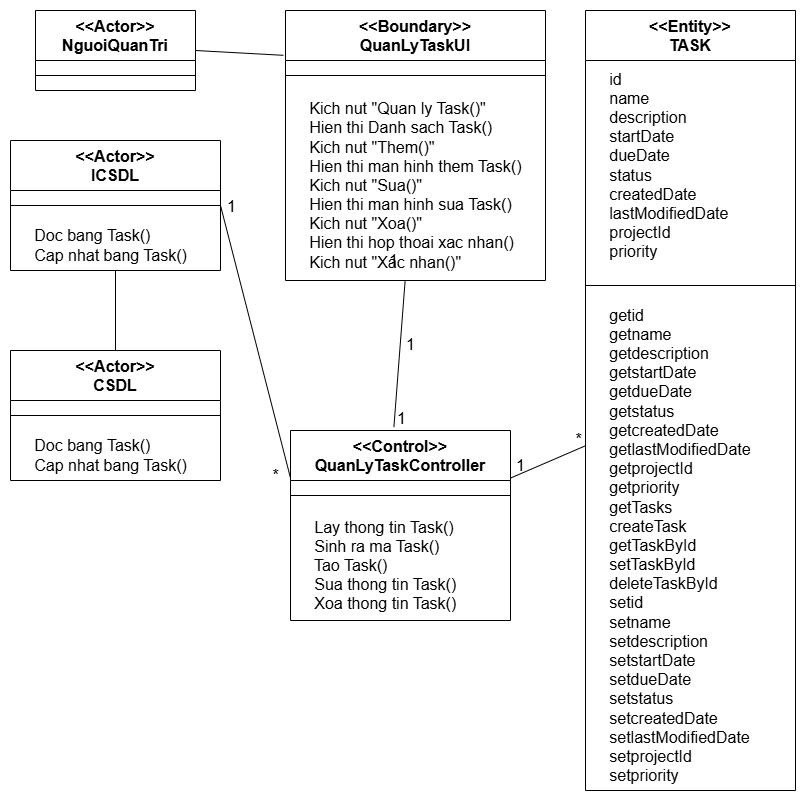 <<Actor>>
NguoiQuanTri
<<Boundary>>
QuanLyTaskUI
Kich nut "Quan ly Task()"
Hien thi Danh sach Task()
Kich nut "Them()"
Hien thi man hinh them Task()
Kich nut "Sua()"
Hien thi man hinh sua Task()
Kich nut "Xoa()"
Hien thi hop thoai xac nhan()
Kich nut "Xac nhan()"
1
<<Entity>>
TASK
id
name
description
startDate
dueDate
status
createdDate
lastModifiedDate
projectId
priority
getid
getname
getdescription
getstartDate
getdueDate
getstatus
getcreatedDate
getlastModifiedDate
getprojectId
getpriority
getTasks
createTask
getTaskById
setTaskById
deleteTaskById
setid
setname
setdescription
setstartDate
setdueDate
setstatus
setcreatedDate
setlastModifiedDate
setprojectId
setpriority
<<Actor>>
ICSDL
Doc bang Task()
Cap nhat bang Task()
1
<<Actor>>
CSDL
Doc bang Task()
Cap nhat bang Task()
1
1
*
<<Control>>
QuanLyTaskController
Lay thong tin Task()
Sinh ra ma Task()
Tao Task()
Sua thong tin Task()
Xoa thong tin Task()
1
*